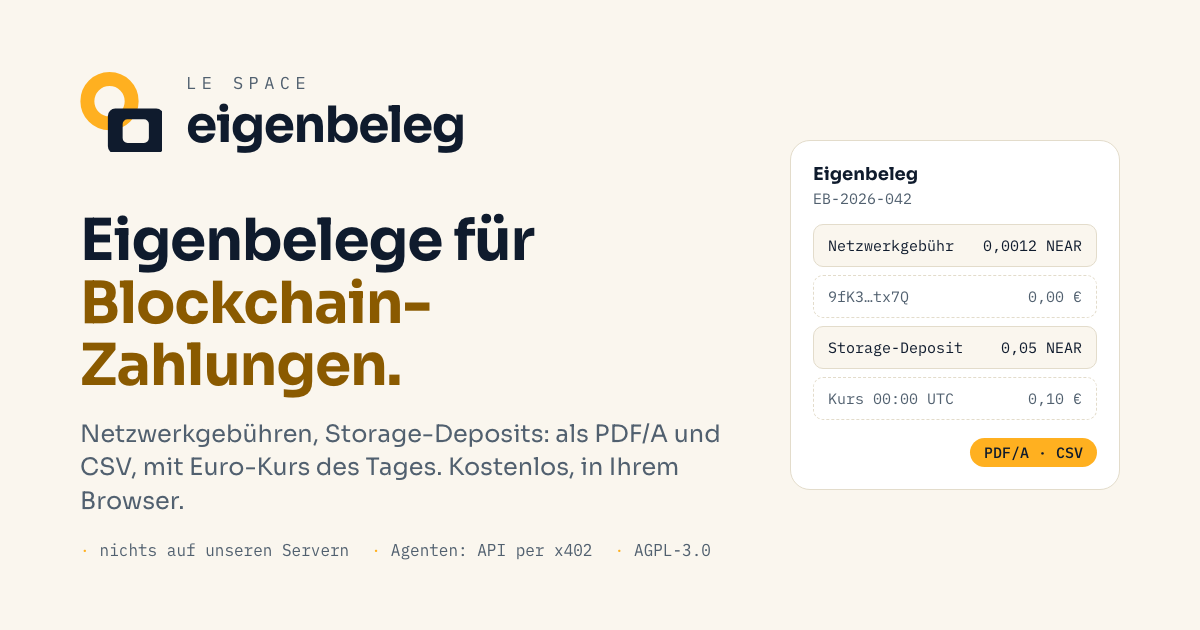 LE SPACE
eigenbeleg
Eigenbelege für
Blockchain-
Zahlungen.
Netzwerkgebühren, Storage-Deposits: als PDF/A und
CSV, mit Euro-Kurs des Tages. Kostenlos, in Ihrem
Browser.
· nichts auf unseren Servern · Agenten: API per x402 · AGPL-3.0
Eigenbeleg
EB-2026-042
Netzwerkgebühr 0,0012 NEAR
9fK3…tx7Q 0,00 €
Storage-Deposit 0,05 NEAR
Kurs 00:00 UTC 0,10 €
PDF/A · CSV